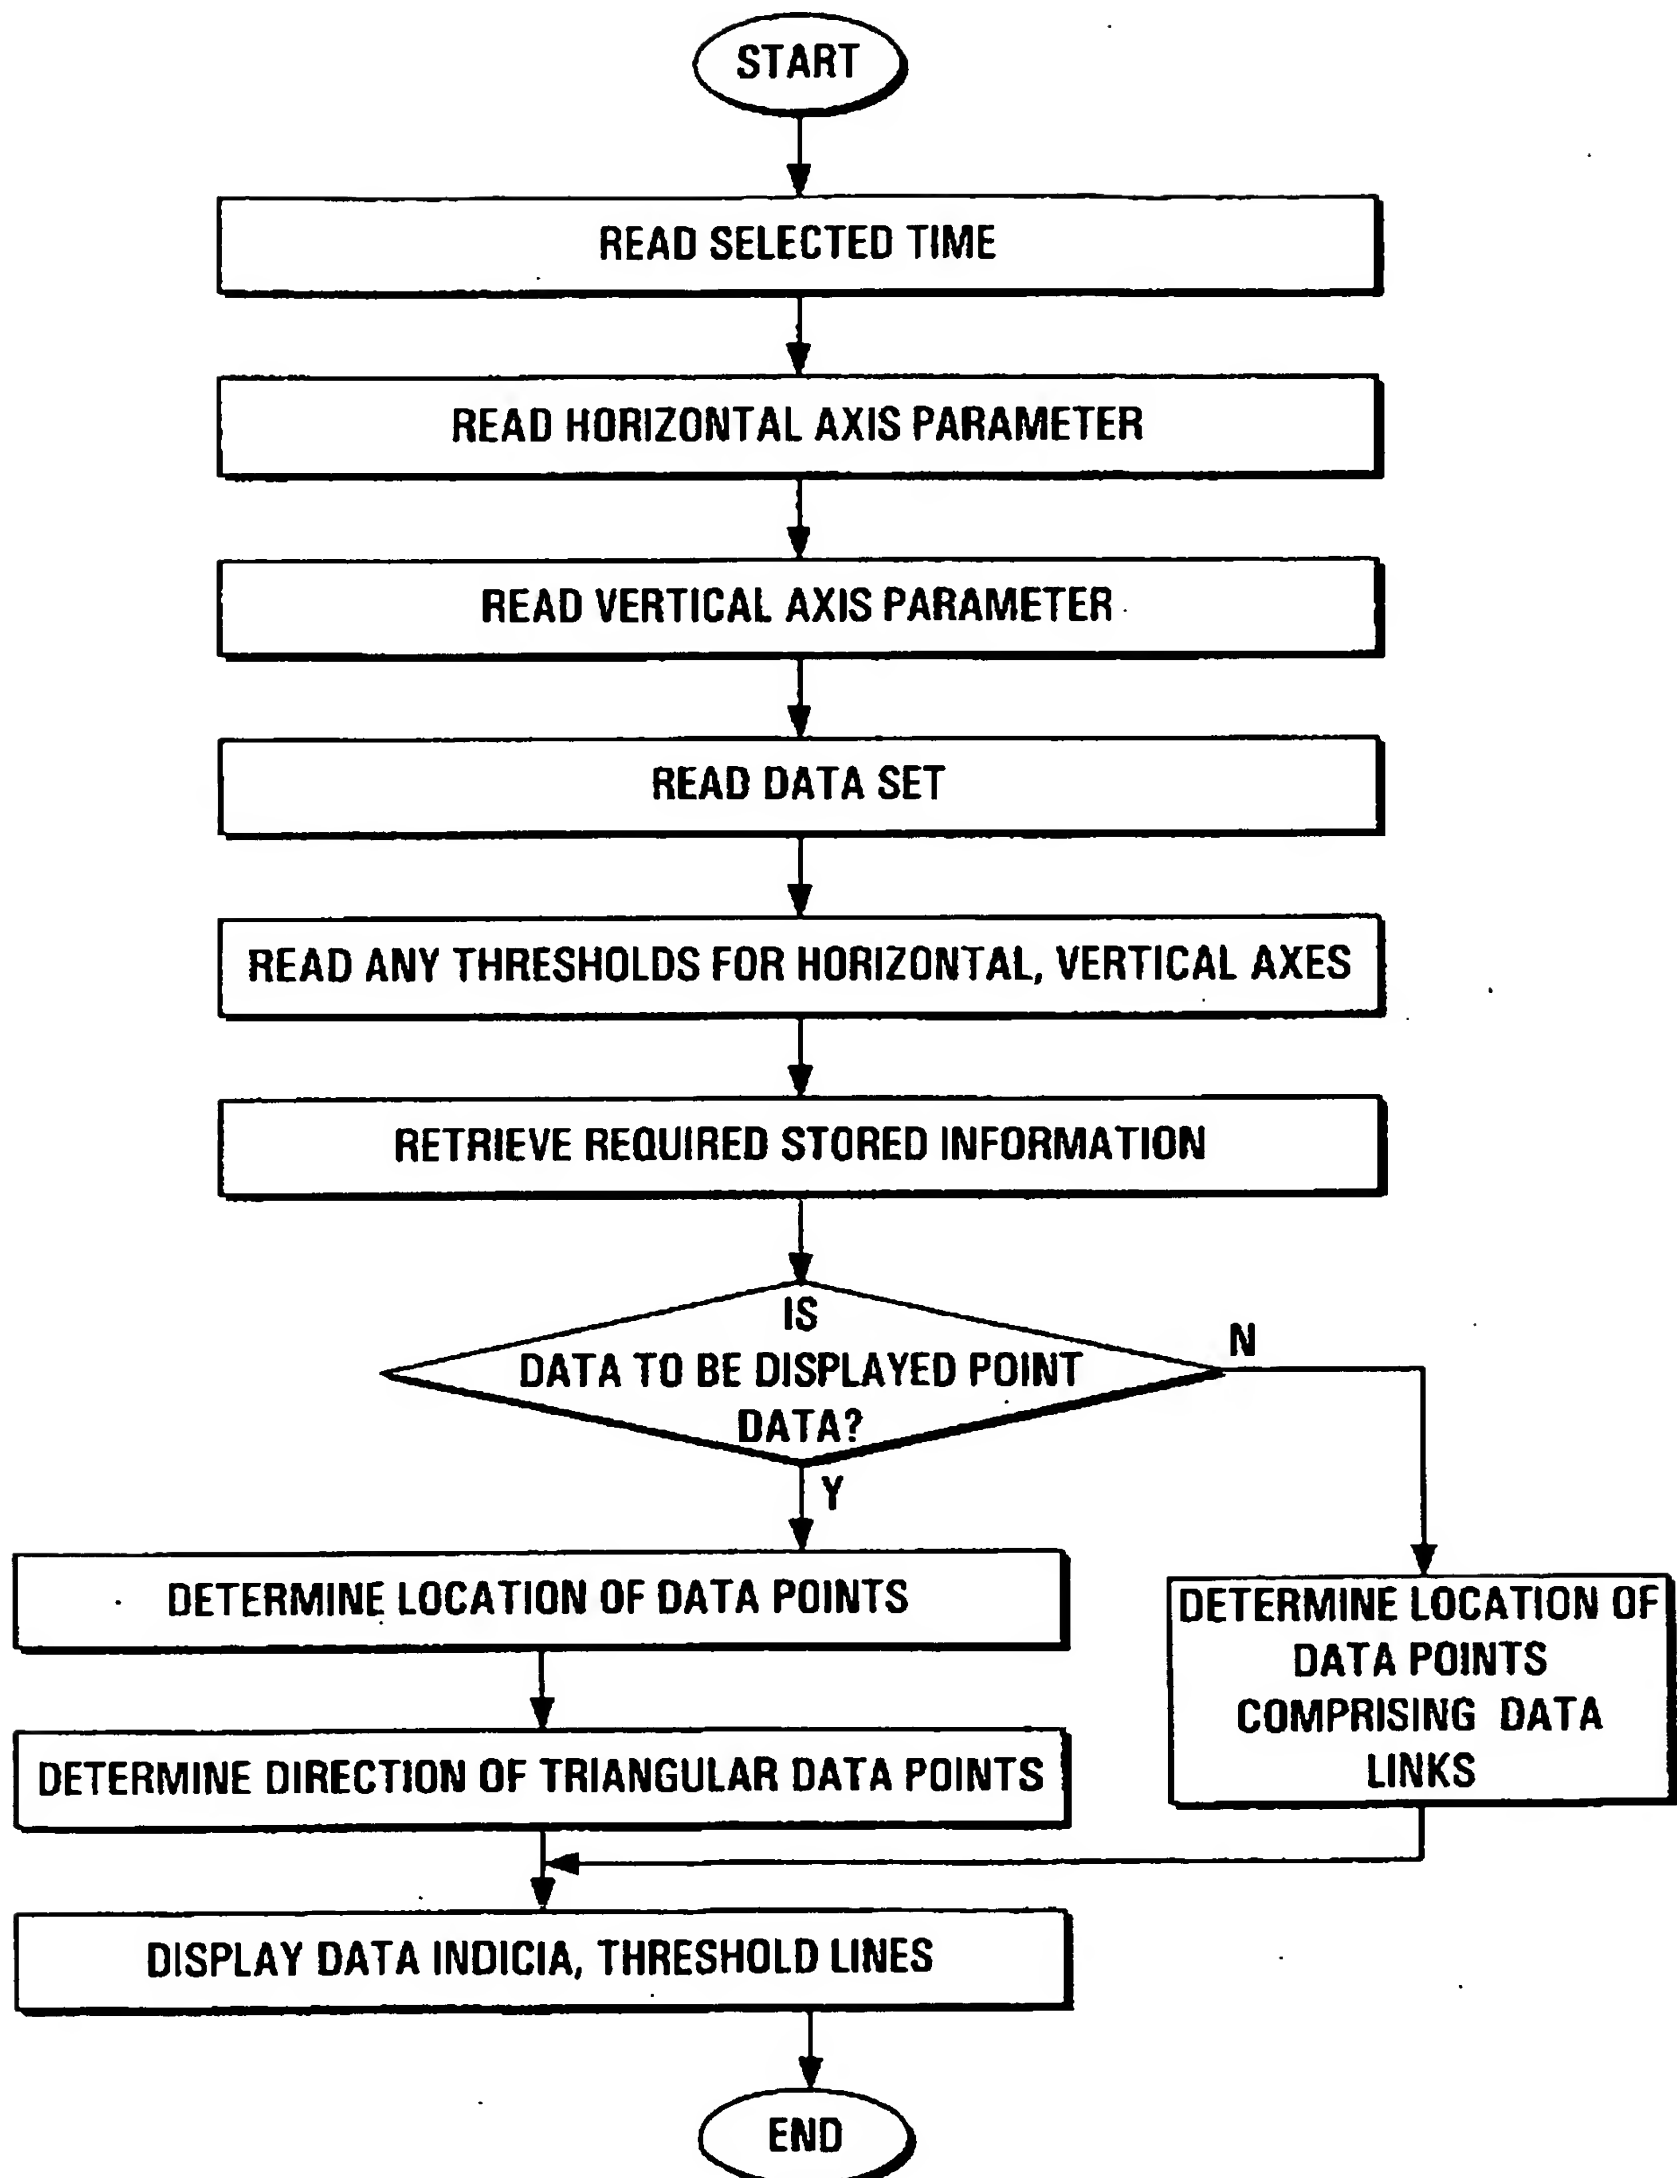 START
READ SELECTED TIME
READ HORIZONTAL AXIS PARAMETER
READ VERTICAL AXIS PARAMETER
READ DATA SET
READ ANY THRESHOLDS FOR HORIZONTAL, VERTICAL AXES
RETRIEVE REQUIRED STORED INFORMATION
IS
DATA TO BE DISPLAYED POINT
DATA?
N
Y
DETERMINE LOCATION OF DATA POINTS
DETERMINE DIRECTION OF TRIANGULAR DATA POINTS
DETERMINE LOCATION OF
DATA POINTS
COMPRISING DATA
LINKS
DISPLAY DATA INDICIA, THRESHOLD LINES
END